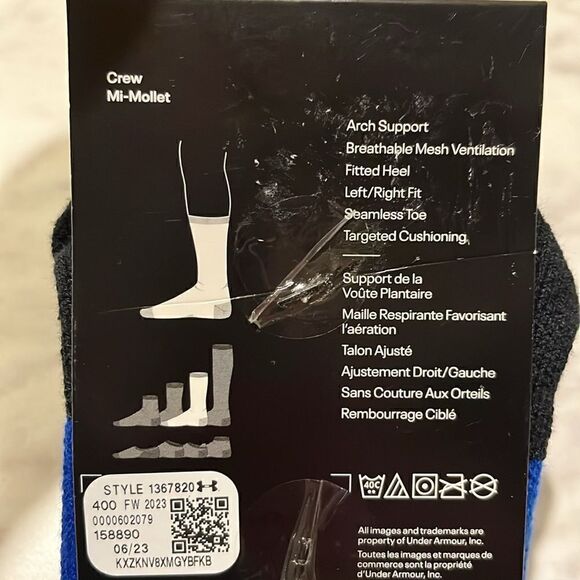 Crew
Mi-Mollet
Arch Support
Breathable Mesh Ventilation
Fitted Heel
Left/Right Fit
Seamless Toe
Targeted Cushioning
Support de la
Voûte Plantaire
Maille Respirante Favorisant
l'aération
Talon Ajusté
Ajustement Droit/Gauche
Sans Couture Aux Orteils
Rembourrage Ciblé
STYLE 1367820
400 FW 2023
0000602079
158890
06/23
KXZKNV8XMGYBFKB
40C
All images and trademarks are
property of Under Armour, Inc.
Toutes les images et marques de
commerce sont la propriété
d'Under Armour, Inc.